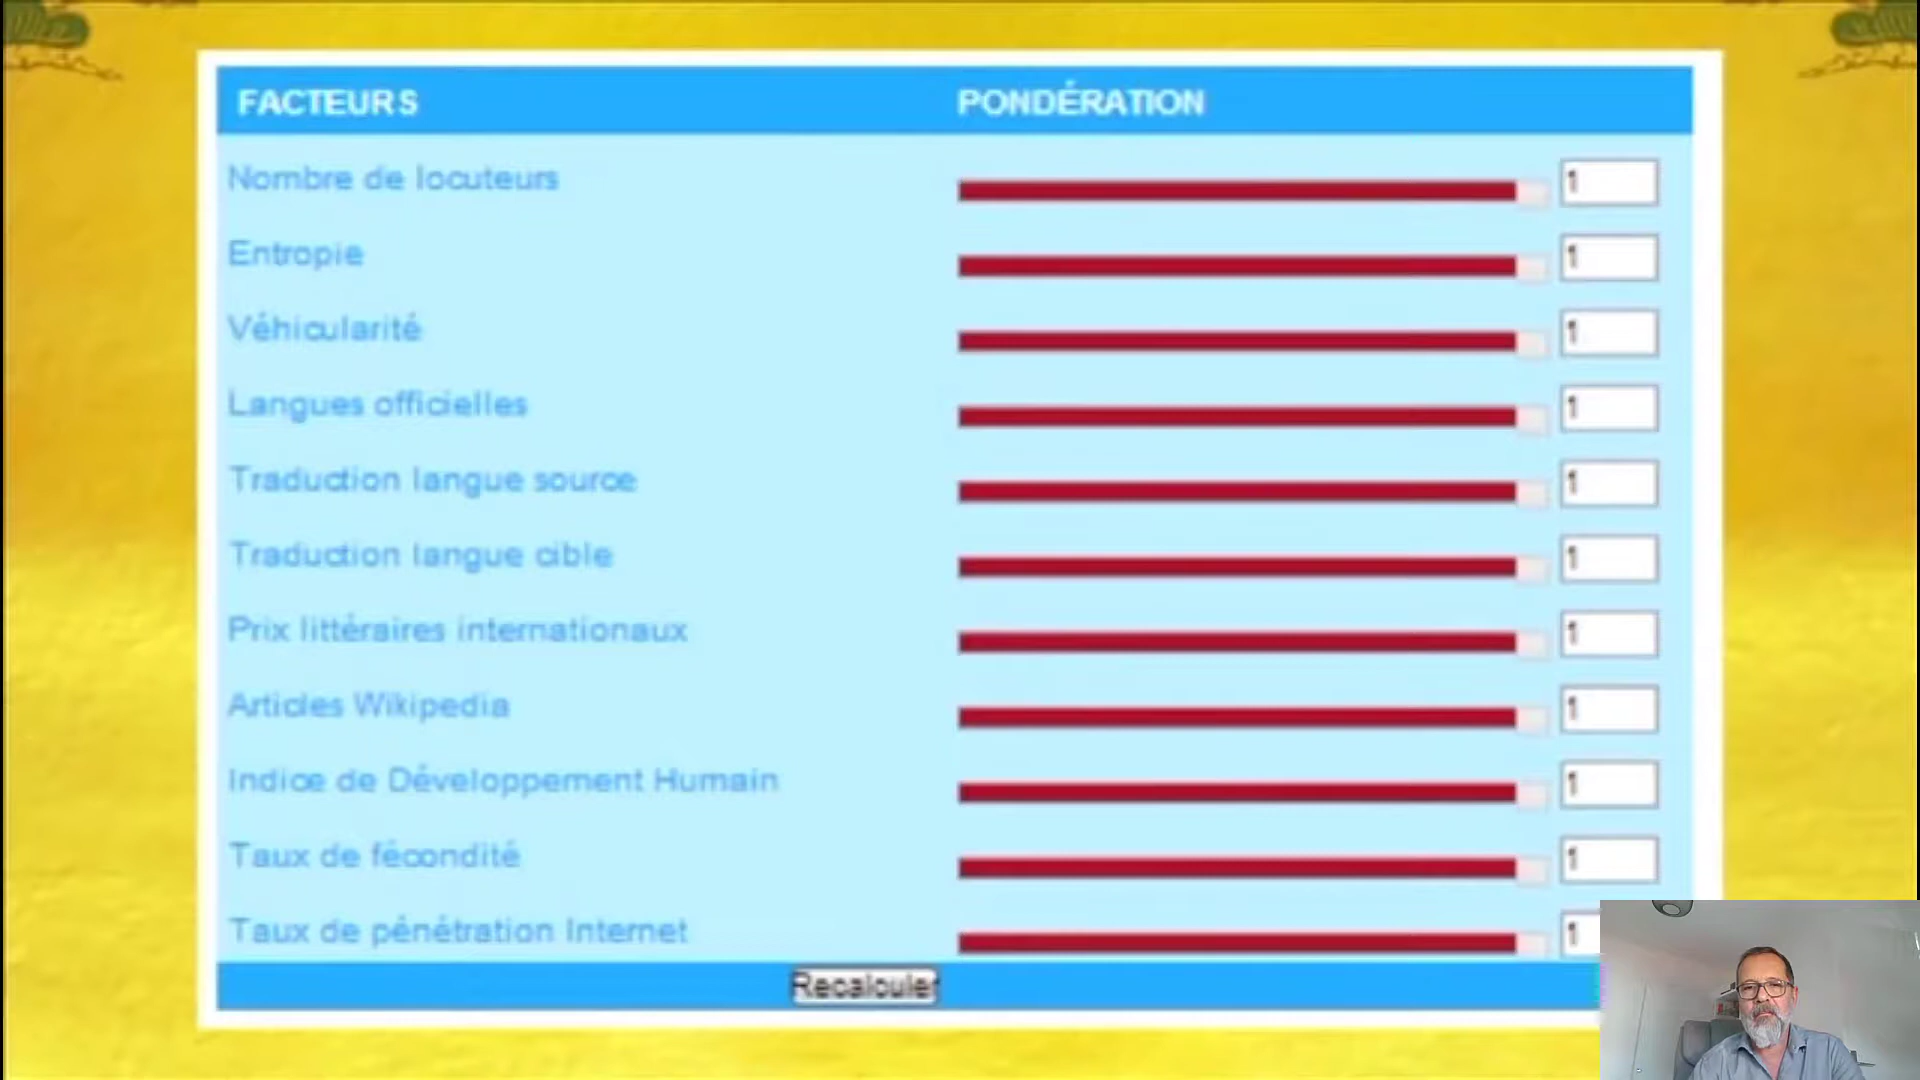 FACTEURS PONDÉRATION
Nombre de locuteurs 1
Entropie 1
Véhicularité 1
Langues officielles 1
Traduction langue source 1
Traduction langue cible 1
Prix littéraires internationaux 1
Articles Wikipedia 1
Indice de Développement Humain 1
Taux de fécondité 1
Taux de pénétration Internet 1
Recalculer